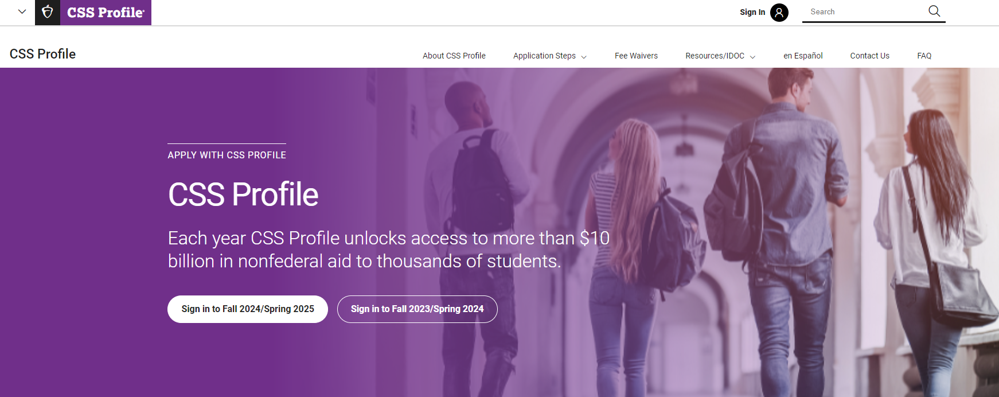 CSS Profile®
Sign In
Search
CSS Profile
About CSS Profile
Application Steps
Fee Waivers
Resources/IDOC
en Español
Contact Us
FAQ
APPLY WITH CSS PROFILE
CSS Profile
Each year CSS Profile unlocks access to more than $10
billion in nonfederal aid to thousands of students.
Sign in to Fall 2024/Spring 2025
Sign in to Fall 2023/Spring 2024